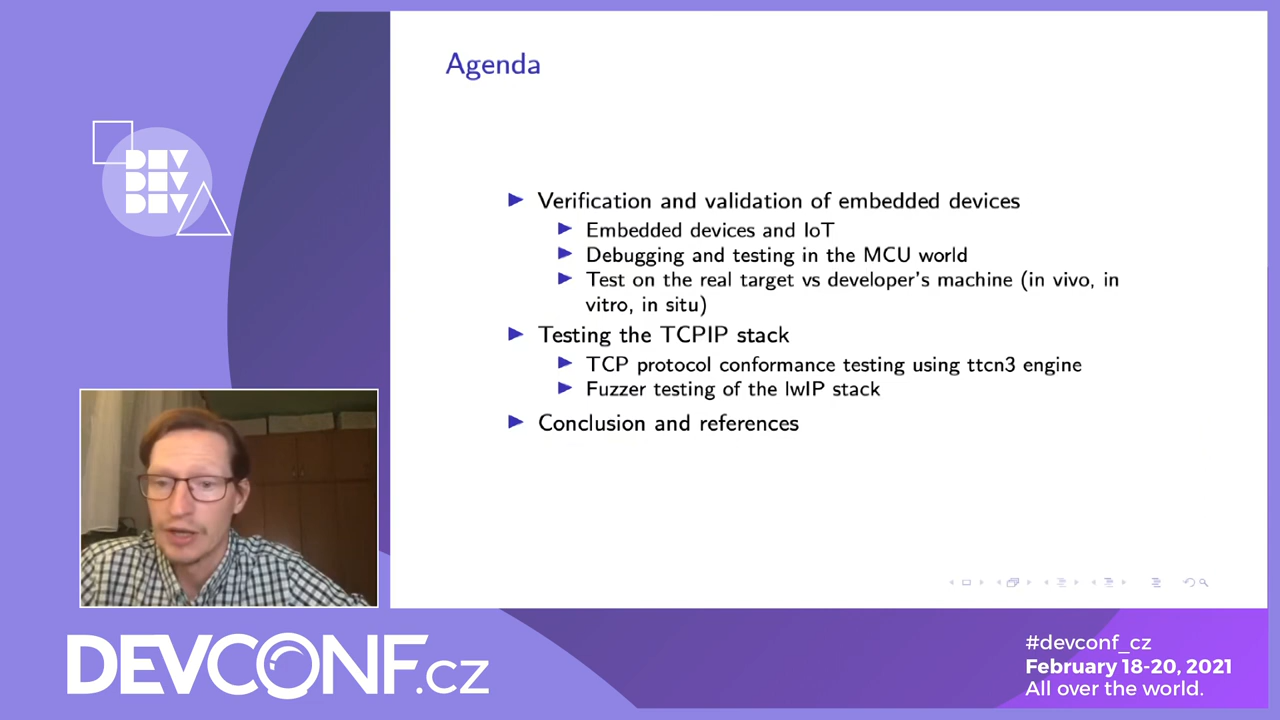 Agenda
DEV
DEV
DEV
Verification and validation of embedded devices
Embedded devices and IoT
Debugging and testing in the MCU world
Test on the real target vs developer's machine (in vivo, in
vitro, in situ)
Testing the TCPIP stack
TCP protocol conformance testing using ttcn3 engine
Fuzzer testing of the lwIP stack
Conclusion and references
DEVCONF.cz
#devconf_cz
February 18-20, 2021
All over the world.